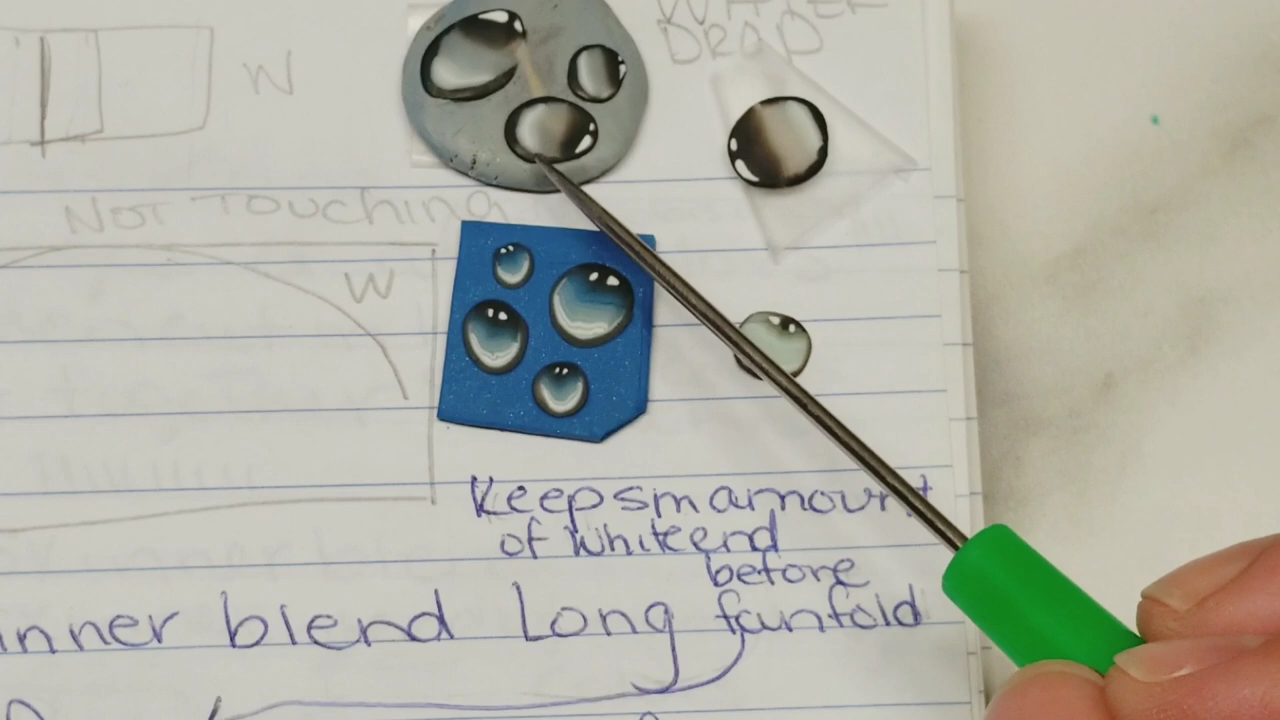 WATER
DROP
N
NOT TOUCHING
W
Keep sm amount
of white end
before
inner blend Long fanfold